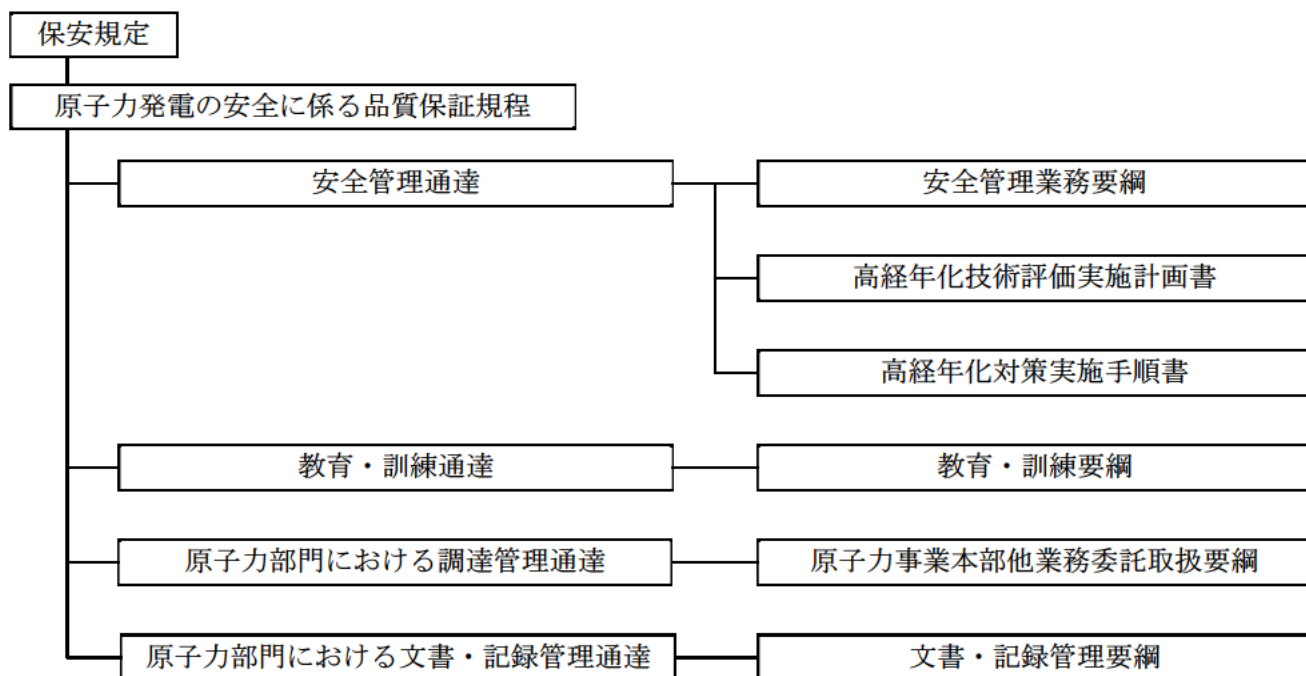 保安規定
原子力発電の安全に係る品質保証規程
安全管理通達
安全管理業務要綱
高経年化技術評価実施計画書
高経年化対策実施手順書
教育・訓練通達
教育・訓練要綱
原子力部門における調達管理通達
原子力事業本部他業務委託取扱要綱
原子力部門における文書・記録管理通達
文書・記録管理要綱